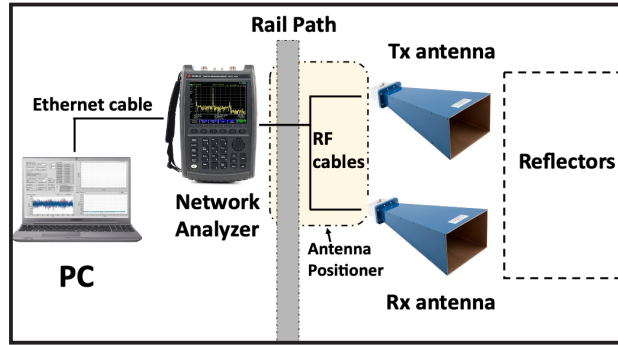 Rail Path
Tx antenna
Ethernet cable
RF
cables
Reflectors
Network
Analyzer
Antenna
Positioner
PC
Rx antenna